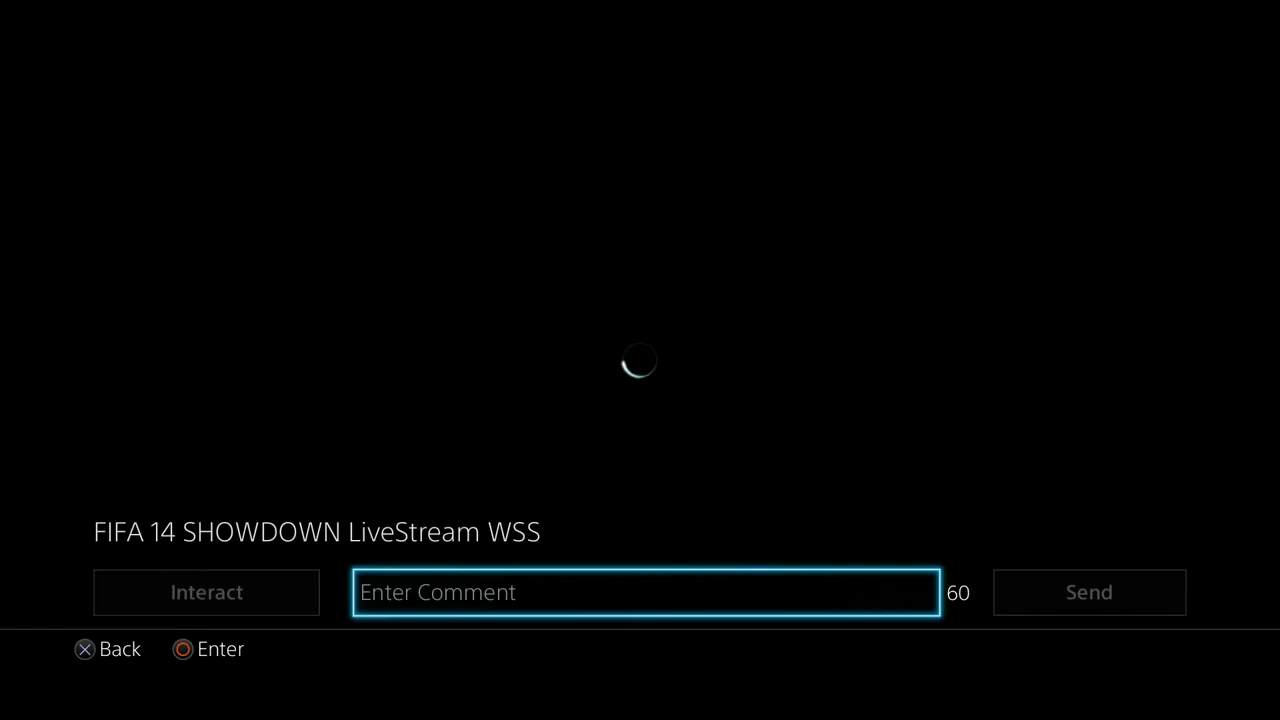 FIFA 14 SHOWDOWN LiveStream WSS
Interact
Enter Comment
60
Send
Back
Enter